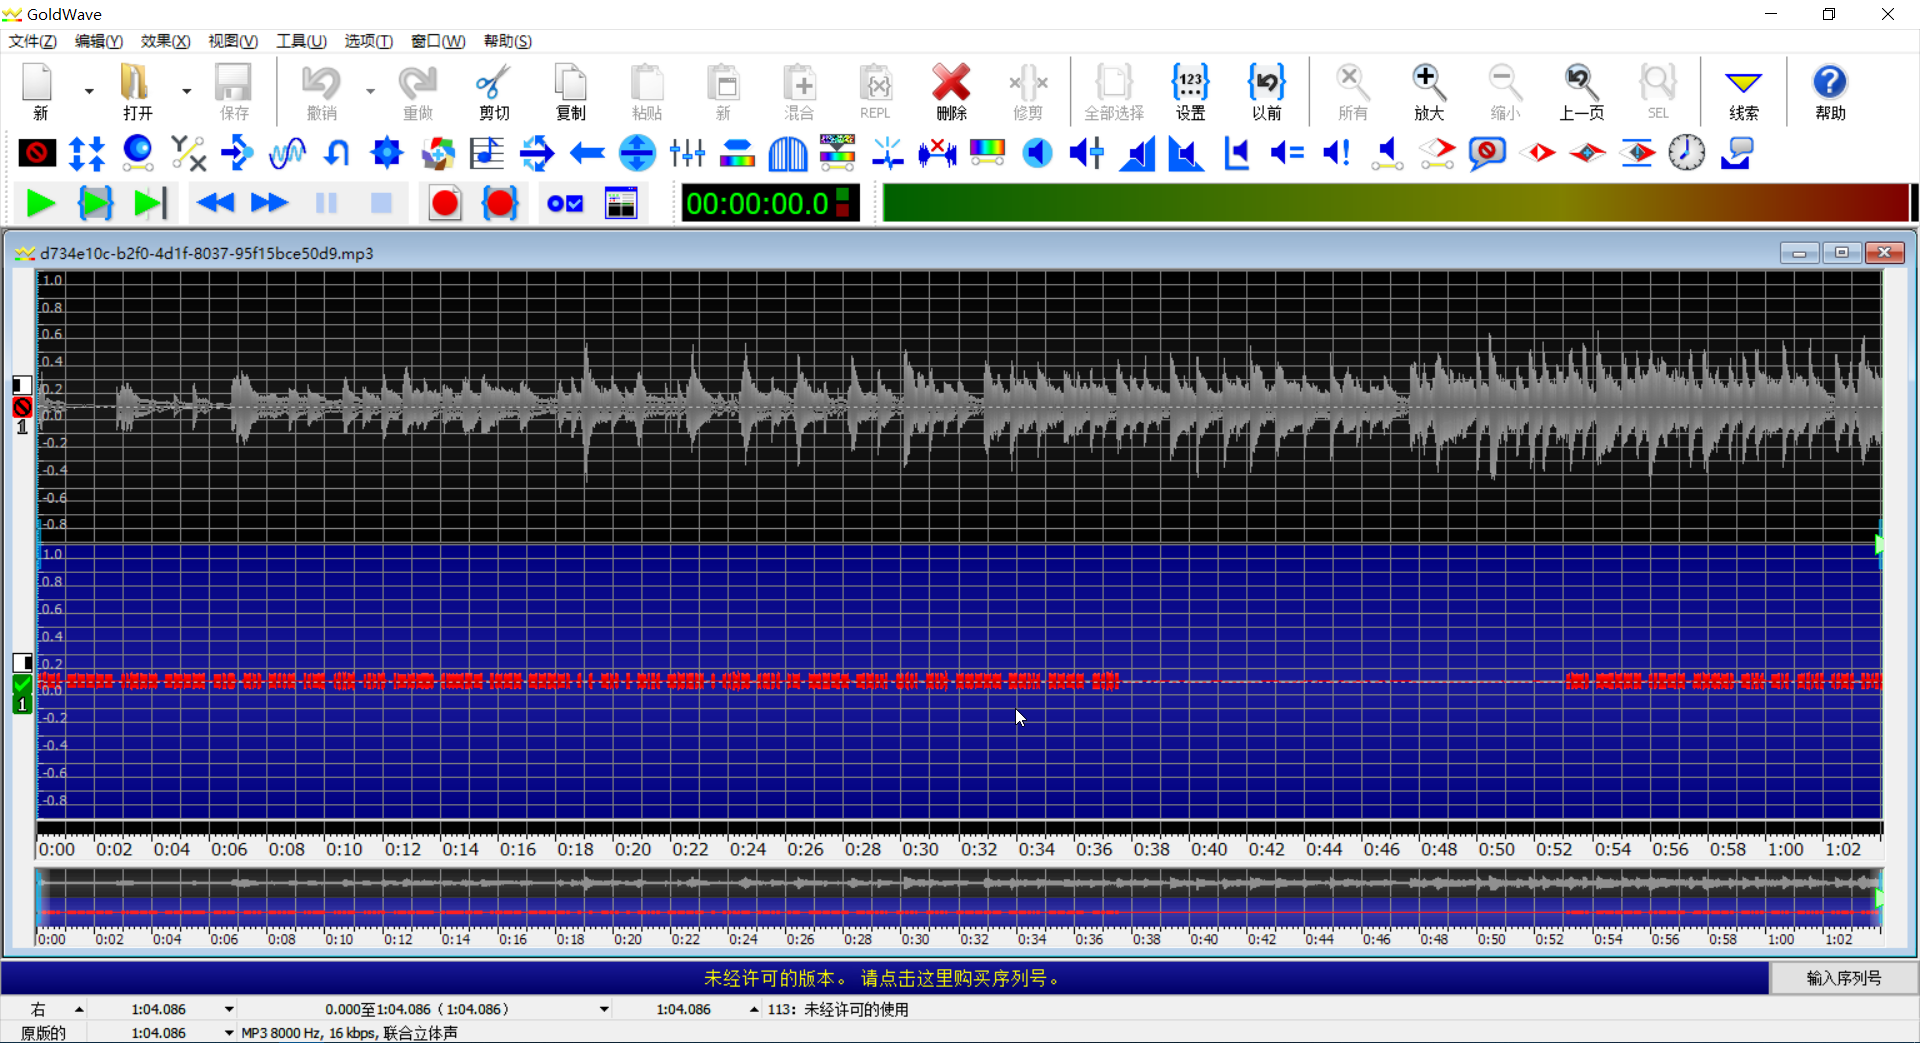 GoldWave
文件(Z) 编辑(Y) 效果(X) 视图(V) 工具(U) 选项(T) 窗口(W) 帮助(S)
新 打开 保存 撤销 重做 剪切 复制 粘贴 新 混合 REPL 删除 修剪 全部选择 设置 以前 所有 放大 缩小 上一页 SEL 线索 帮助
00:00:00.0
d734e10c-b2f0-4d1f-8037-95f15bce50d9.mp3
1.0
0.8
0.6
0.4
0.2
0.0
1
-0.2
-0.4
-0.6
-0.8
1.0
0.8
0.6
0.4
0.2
0.0
1
-0.2
-0.4
-0.6
-0.8
0:00 0:02 0:04 0:06 0:08 0:10 0:12 0:14 0:16 0:18 0:20 0:22 0:24 0:26 0:28 0:30 0:32 0:34 0:36 0:38 0:40 0:42 0:44 0:46 0:48 0:50 0:52 0:54 0:56 0:58 1:00 1:02
0:00 0:02 0:04 0:06 0:08 0:10 0:12 0:14 0:16 0:18 0:20 0:22 0:24 0:26 0:28 0:30 0:32 0:34 0:36 0:38 0:40 0:42 0:44 0:46 0:48 0:50 0:52 0:54 0:56 0:58 1:00 1:02
未经许可的版本。 请点击这里购买序列号。 输入序列号
右 1:04.086 0.000至1:04.086（1:04.086） 1:04.086 113：未经许可的使用
原版的 1:04.086 MP3 8000 Hz, 16 kbps, 联合立体声